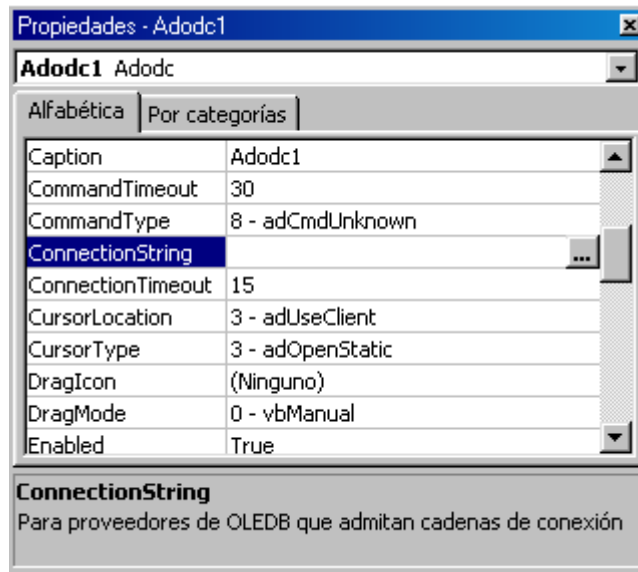 Propiedades - Adodc1
Adodc1 Adodc
Alfabética Por categorías
Caption Adodc1
CommandTimeout 30
CommandType 8 - adCmdUnknown
ConnectionString ...
ConnectionTimeout 15
CursorLocation 3 - adUseClient
CursorType 3 - adOpenStatic
DragIcon (Ninguno)
DragMode 0 - vbManual
Enabled True
ConnectionString
Para proveedores de OLEDB que admitan cadenas de conexión